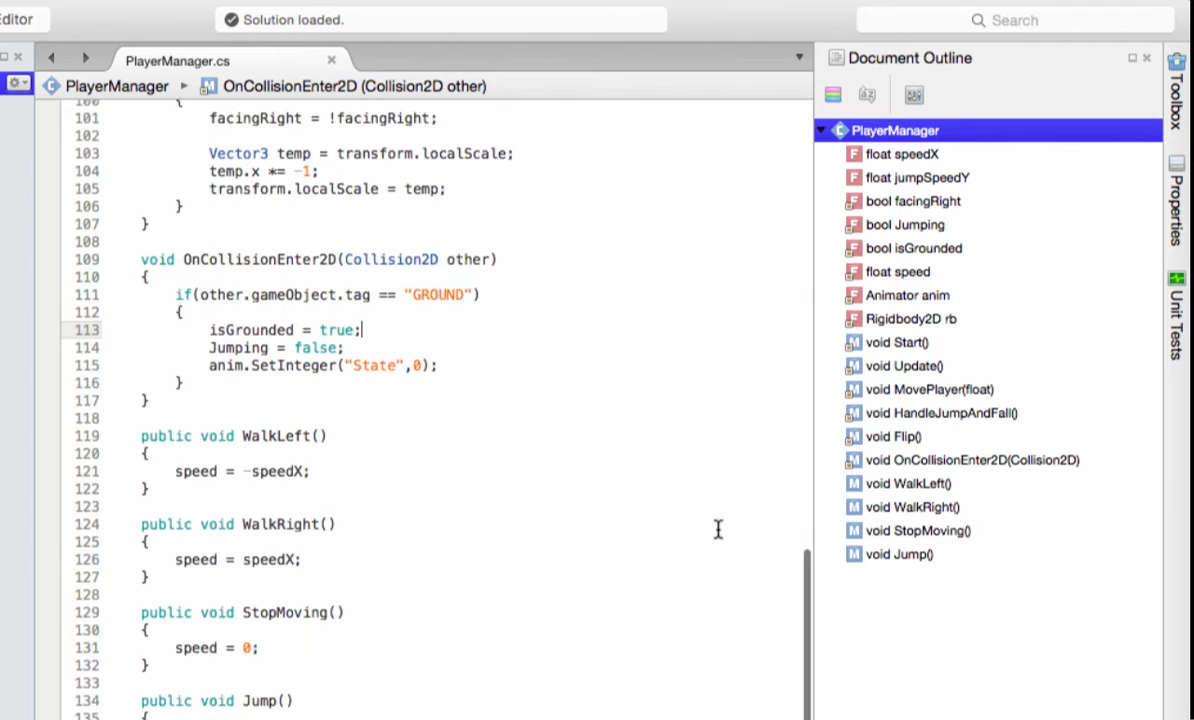 ditor
Solution loaded.
Search
PlayerManager.cs
PlayerManager ▸ OnCollisionEnter2D (Collision2D other)
100 {
101 facingRight = !facingRight;
102
103 Vector3 temp = transform.localScale;
104 temp.x *= -1;
105 transform.localScale = temp;
106 }
107 }
108
109 void OnCollisionEnter2D(Collision2D other)
110 {
111 if(other.gameObject.tag == "GROUND")
112 {
113 isGrounded = true;
114 Jumping = false;
115 anim.SetInteger("State",0);
116 }
117 }
118
119 public void WalkLeft()
120 {
121 speed = -speedX;
122 }
123
124 public void WalkRight()
125 {
126 speed = speedX;
127 }
128
129 public void StopMoving()
130 {
131 speed = 0;
132 }
133
134 public void Jump()
135 {
Document Outline
PlayerManager
F float speedX
F float jumpSpeedY
F bool facingRight
F bool Jumping
F bool isGrounded
F float speed
F Animator anim
F Rigidbody2D rb
M void Start()
M void Update()
M void MovePlayer(float)
M void HandleJumpAndFall()
M void Flip()
M void OnCollisionEnter2D(Collision2D)
M void WalkLeft()
M void WalkRight()
M void StopMoving()
M void Jump()
Toolbox
Properties
Unit Tests